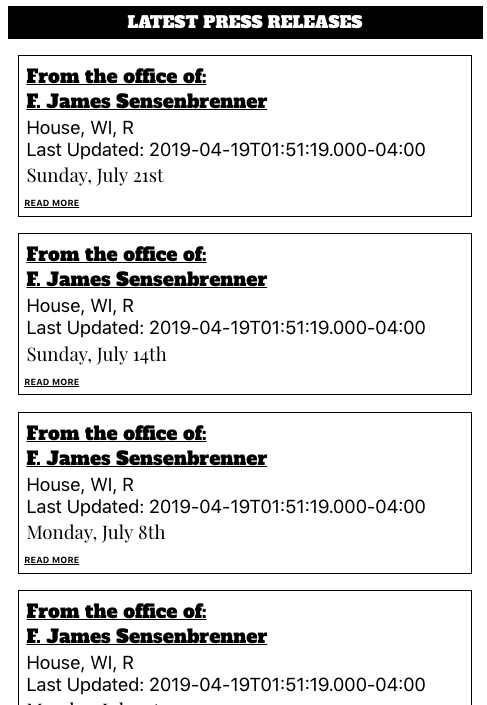 LATEST PRESS RELEASES
From the office of:
F. James Sensenbrenner
House, WI, R
Last Updated: 2019-04-19T01:51:19.000-04:00
Sunday, July 21st
READ MORE
From the office of:
F. James Sensenbrenner
House, WI, R
Last Updated: 2019-04-19T01:51:19.000-04:00
Sunday, July 14th
READ MORE
From the office of:
F. James Sensenbrenner
House, WI, R
Last Updated: 2019-04-19T01:51:19.000-04:00
Monday, July 8th
READ MORE
From the office of:
F. James Sensenbrenner
House, WI, R
Last Updated: 2019-04-19T01:51:19.000-04:00